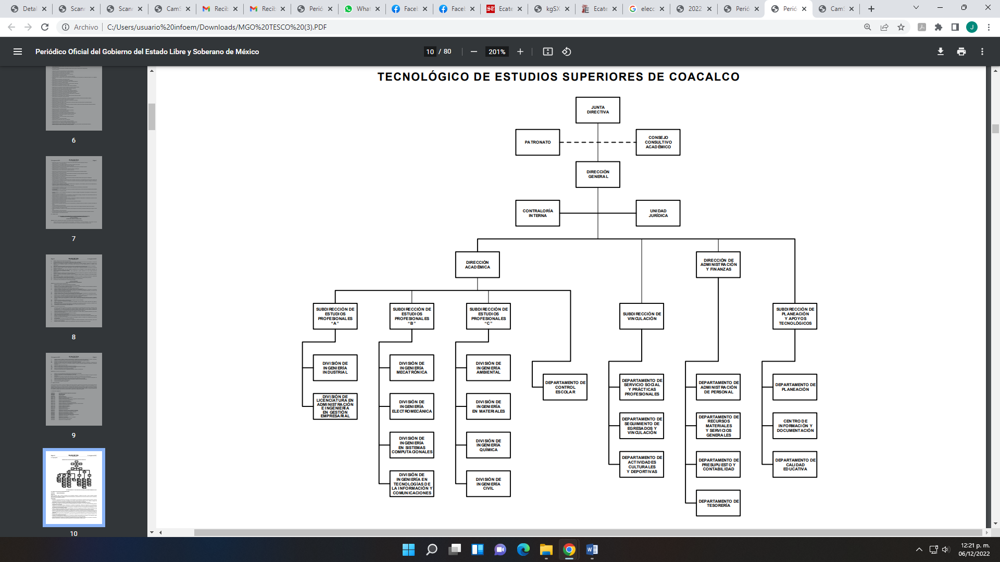 Detal
Scann
Scann
CamS
Recib
Recib
Perió
What
Faceb
Faceb
Ecate
kgSX
Ecate
elecc
2022
Perió
Perió
CamS
Archivo
C:/Users/usuario%20infoem/Downloads/MGO%20TESCO%20(3).PDF
J
Periódico Oficial del Gobierno del Estado Libre y Soberano de México
10 / 80
201%
6
7
8
9
10
TECNOLÓGICO DE ESTUDIOS SUPERIORES DE COACALCO
JUNTA
DIRECTIVA
PATRONATO
CONSEJO
CONSULTIVO
ACADÉMICO
DIRECCIÓN
GENERAL
CONTRALORÍA
INTERNA
UNIDAD
JURÍDICA
DIRECCIÓN
ACADÉMICA
DIRECCIÓN DE
ADMINISTRACIÓN
Y FINANZAS
SUBDIRECCIÓN DE
ESTUDIOS
PROFESIONALES
“A”
SUBDIRECCIÓN DE
ESTUDIOS
PROFESIONALES
“B”
SUBDIRECCIÓN DE
ESTUDIOS
PROFESIONALES
“C”
SUBDIRECCIÓN DE
VINCULACIÓN
SUBDIRECCIÓN DE
PLANEACIÓN
Y APOYOS
TECNOLÓGICOS
DIVISIÓN DE
INGENIERÍA
INDUSTRIAL
DIVISIÓN DE
LICENCIATURA EN
ADMINISTRACIÓN
E INGENIERÍA
EN GESTIÓN
EMPRESARIAL
DIVISIÓN DE
INGENIERÍA
MECATRÓNICA
DIVISIÓN DE
INGENIERÍA
ELECTROMECÁNICA
DIVISIÓN DE
INGENIERÍA
EN SISTEMAS
COMPUTACIONALES
DIVISIÓN DE
INGENIERÍA EN
TECNOLOGÍAS DE
LA INFORMACIÓN Y
COMUNICACIONES
DIVISIÓN DE
INGENIERÍA
AMBIENTAL
DIVISIÓN DE
INGENIERÍA
EN MATERIALES
DIVISIÓN DE
INGENIERÍA
QUÍMICA
DIVISIÓN DE
INGENIERÍA
CIVIL
DEPARTAMENTO DE
CONTROL
ESCOLAR
DEPARTAMENTO DE
SERVICIO SOCIAL
Y PRÁCTICAS
PROFESIONALES
DEPARTAMENTO DE
SEGUIMIENTO DE
EGRESADOS Y
VINCULACIÓN
DEPARTAMENTO DE
ACTIVIDADES
CULTURALES
Y DEPORTIVAS
DEPARTAMENTO DE
ADMINISTRACIÓN
DE PERSONAL
DEPARTAMENTO DE
RECURSOS
MATERIALES
Y SERVICIOS
GENERALES
DEPARTAMENTO DE
PRESUPUESTO Y
CONTABILIDAD
DEPARTAMENTO DE
TESORERÍA
DEPARTAMENTO DE
PLANEACIÓN
CENTRO DE
INFORMACIÓN Y
DOCUMENTACIÓN
DEPARTAMENTO DE
CALIDAD
EDUCATIVA
12:21 p. m.
06/12/2022